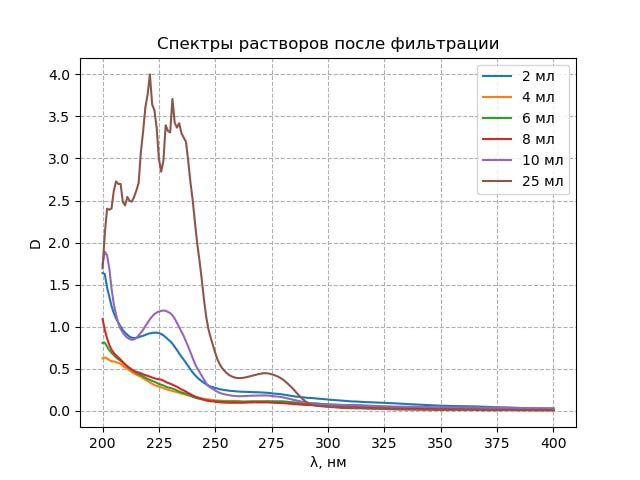 Спектры растворов после фильтрации
D
4.0
3.5
3.0
2.5
2.0
1.5
1.0
0.5
0.0
2 мл
4 мл
6 мл
8 мл
10 мл
25 мл
200 225 250 275 300 325 350 375 400
λ, нм